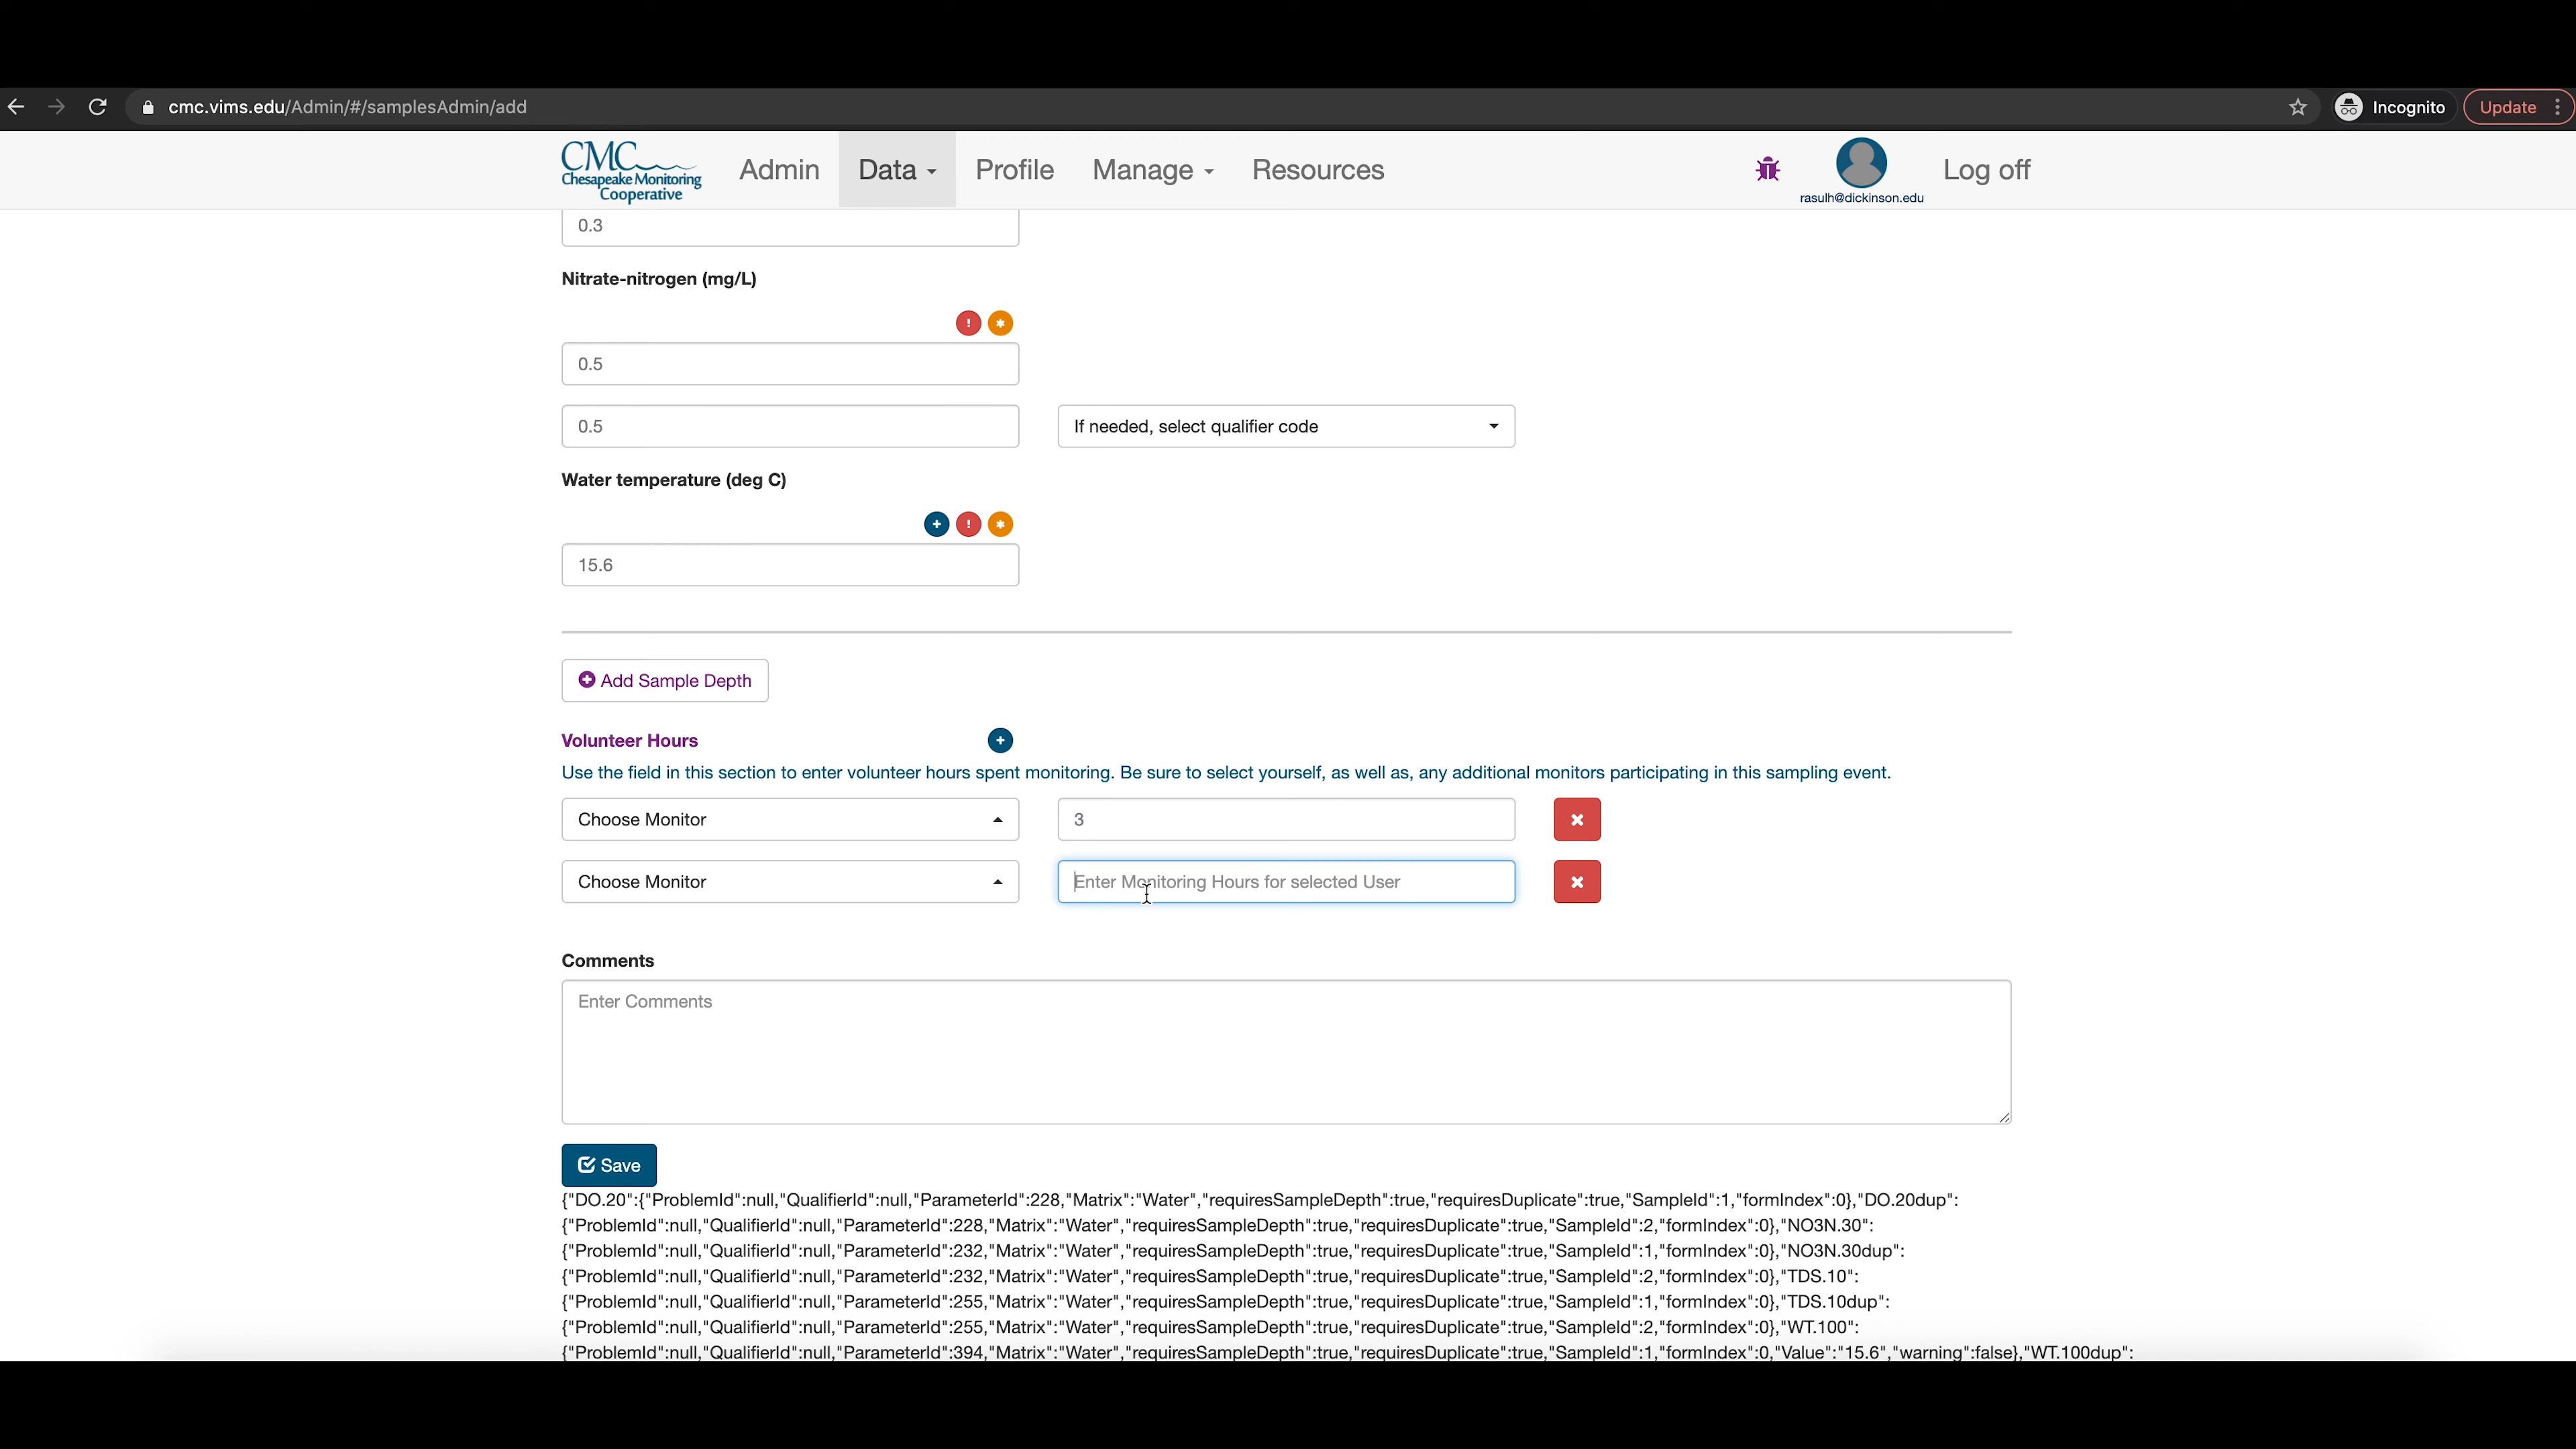 cmc.vims.edu/Admin/#/samplesAdmin/add
Incognito
Update
CMC
Chesapeake Monitoring
Cooperative
Admin
Data
Profile
Manage
Resources
rasulh@dickinson.edu
Log off
0.3
Nitrate-nitrogen (mg/L)
0.5
0.5
If needed, select qualifier code
Water temperature (deg C)
15.6
Add Sample Depth
Volunteer Hours
Use the field in this section to enter volunteer hours spent monitoring. Be sure to select yourself, as well as, any additional monitors participating in this sampling event.
Choose Monitor
3
Choose Monitor
Enter Monitoring Hours for selected User
Comments
Enter Comments
Save
{"DO.20":{"ProblemId":null,"QualifierId":null,"ParameterId":228,"Matrix":"Water","requiresSampleDepth":true,"requiresDuplicate":true,"SampleId":1,"formIndex":0},"DO.20dup":
{"ProblemId":null,"QualifierId":null,"ParameterId":228,"Matrix":"Water","requiresSampleDepth":true,"requiresDuplicate":true,"SampleId":2,"formIndex":0},"NO3N.30":
{"ProblemId":null,"QualifierId":null,"ParameterId":232,"Matrix":"Water","requiresSampleDepth":true,"requiresDuplicate":true,"SampleId":1,"formIndex":0},"NO3N.30dup":
{"ProblemId":null,"QualifierId":null,"ParameterId":232,"Matrix":"Water","requiresSampleDepth":true,"requiresDuplicate":true,"SampleId":2,"formIndex":0},"TDS.10":
{"ProblemId":null,"QualifierId":null,"ParameterId":255,"Matrix":"Water","requiresSampleDepth":true,"requiresDuplicate":true,"SampleId":1,"formIndex":0},"TDS.10dup":
{"ProblemId":null,"QualifierId":null,"ParameterId":255,"Matrix":"Water","requiresSampleDepth":true,"requiresDuplicate":true,"SampleId":2,"formIndex":0},"WT.100":
{"ProblemId":null,"QualifierId":null,"ParameterId":394,"Matrix":"Water","requiresSampleDepth":true,"requiresDuplicate":true,"SampleId":1,"formIndex":0,"Value":"15.6","warning":false},"WT.100dup":